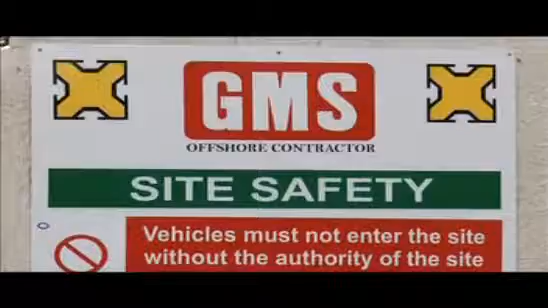 GMS
OFFSHORE CONTRACTOR
SITE SAFETY
Vehicles must not enter the site
without the authority of the site